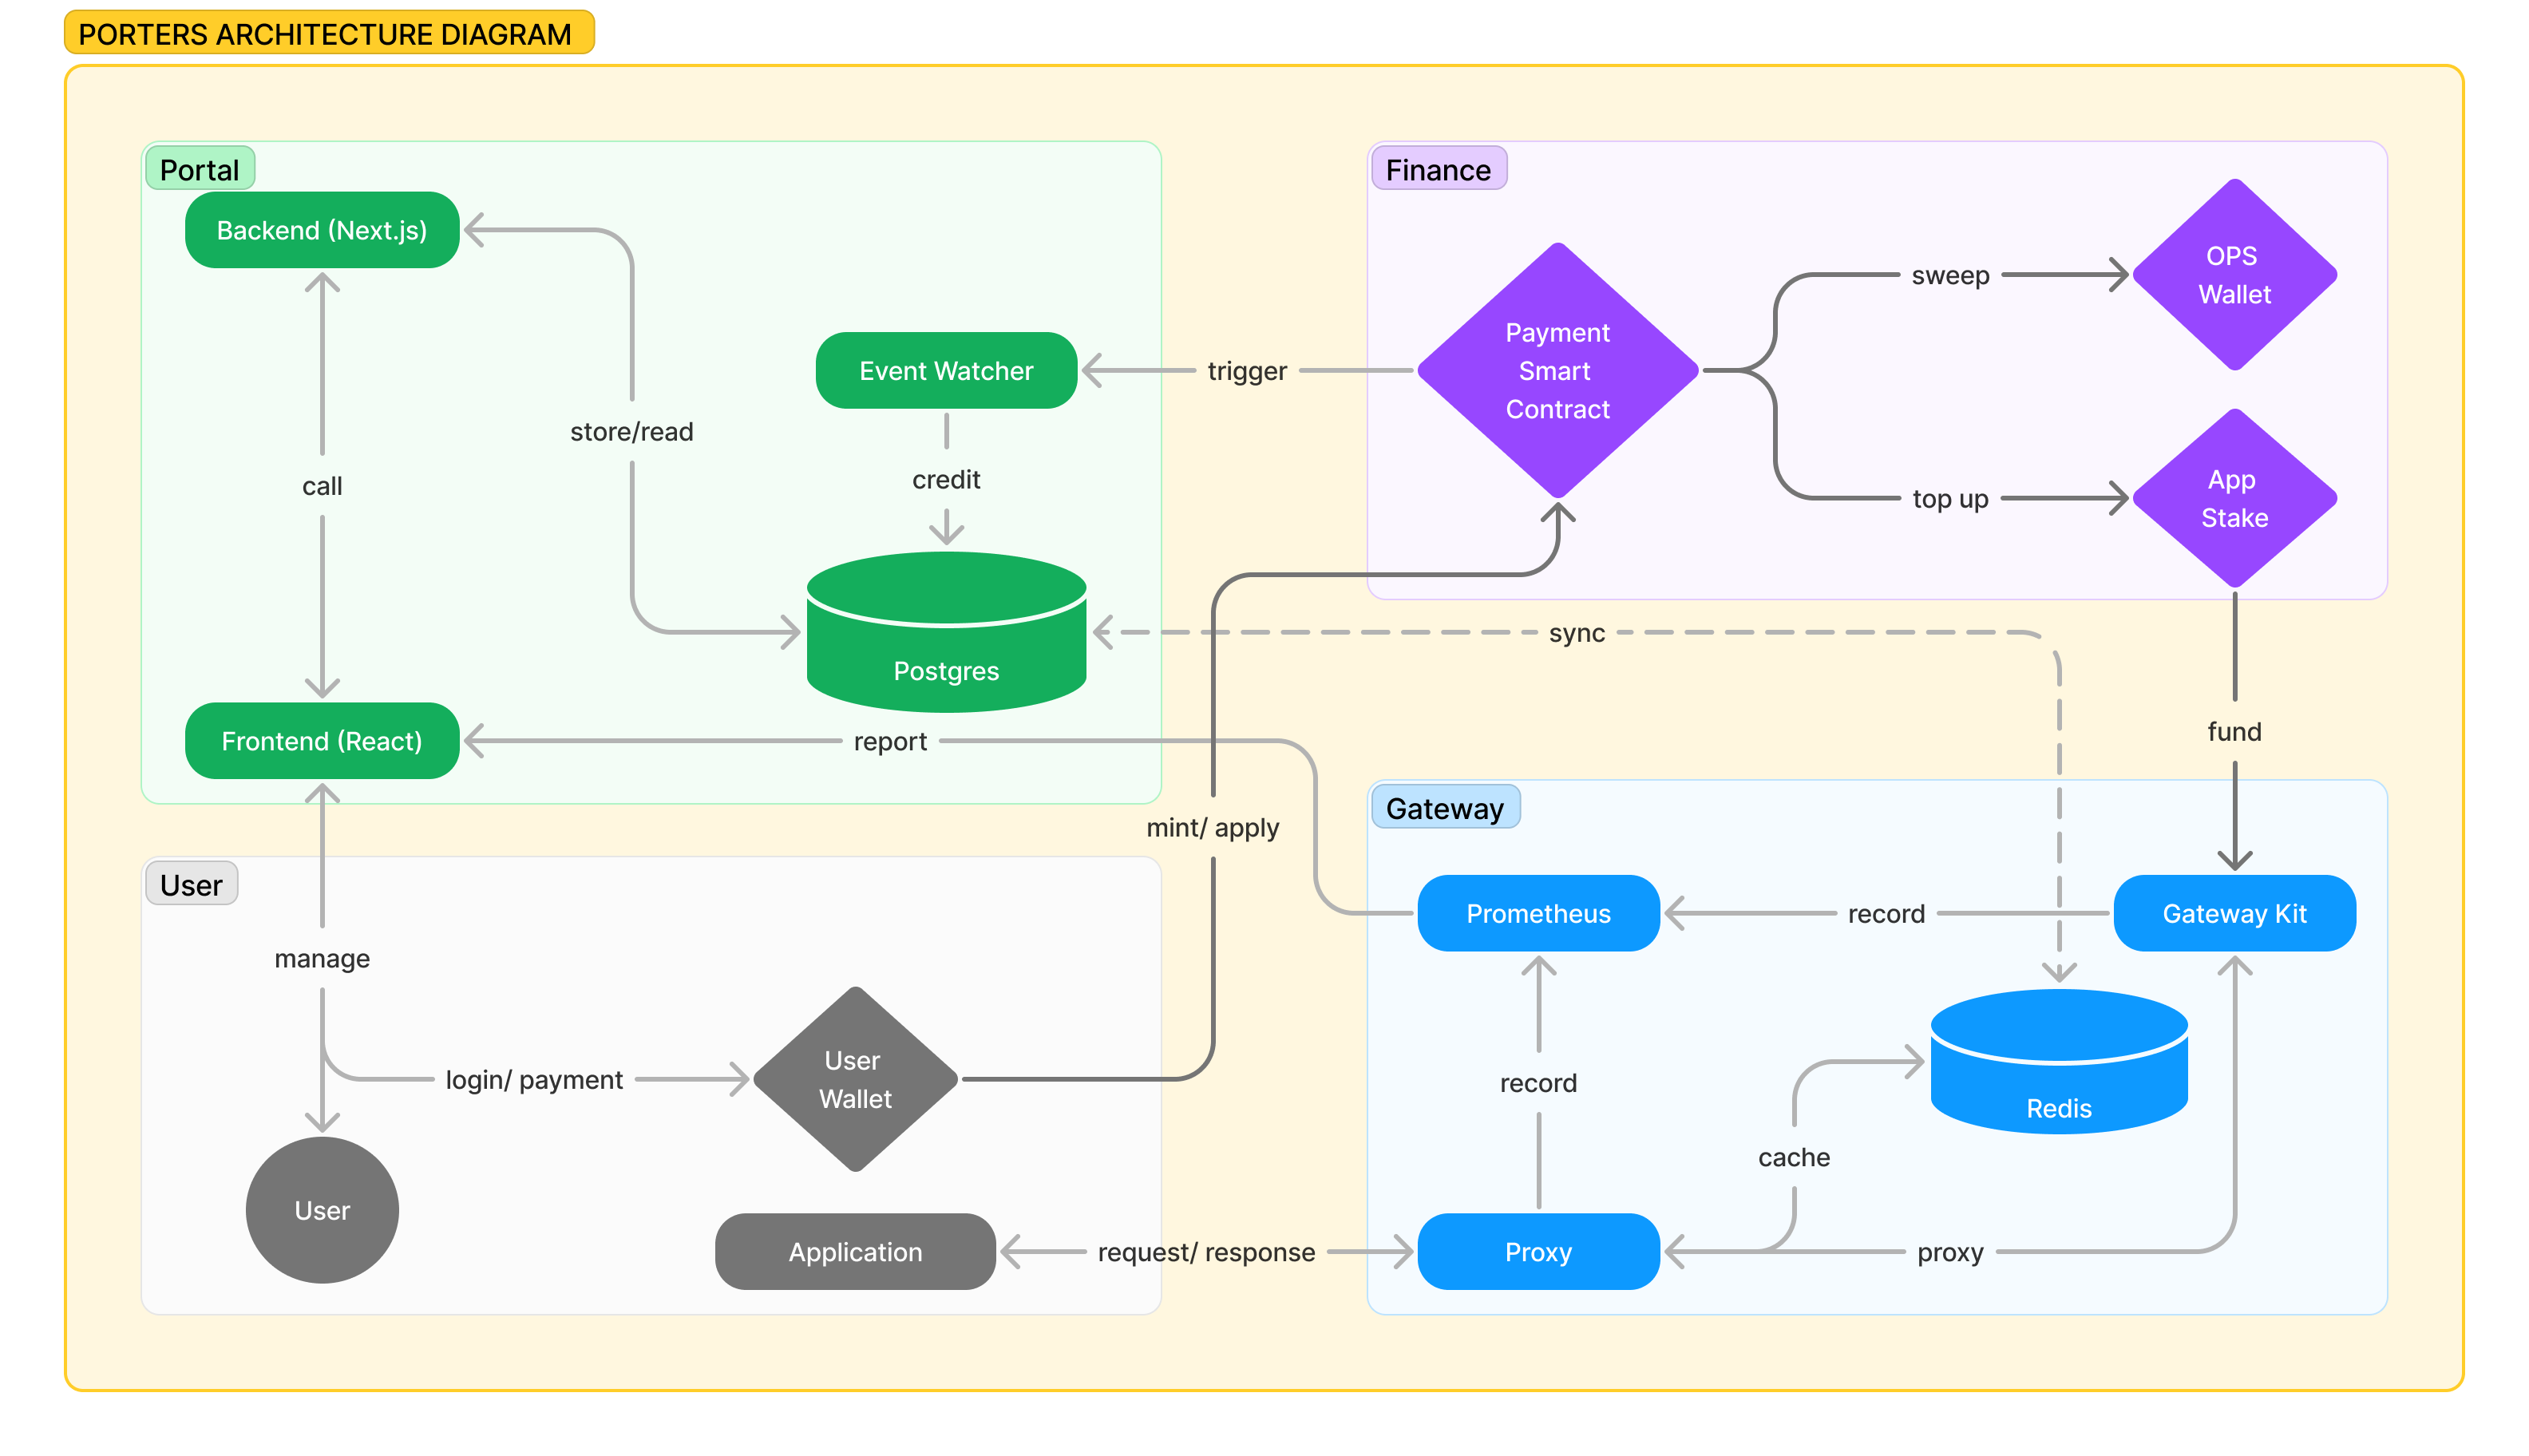 PORTERS ARCHITECTURE DIAGRAM
Portal
Backend (Next.js)
Event Watcher
store/read
credit
call
Postgres
Frontend (React)
report
trigger
Finance
Payment
Smart
Contract
sweep
OPS
Wallet
top up
App
Stake
sync
fund
mint/ apply
User
manage
login/ payment
User
Wallet
User
Application
request/ response
Gateway
Prometheus
record
Gateway Kit
record
Redis
cache
Proxy
proxy